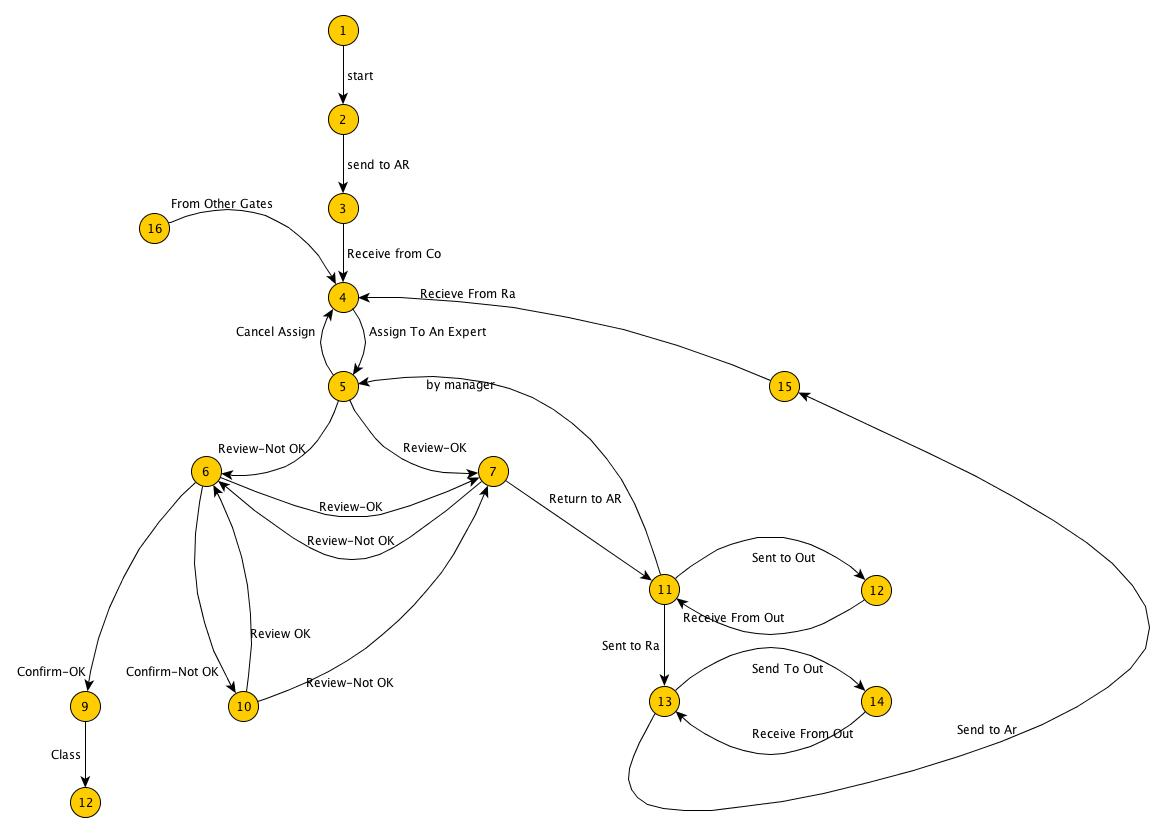 1
start
2
send to AR
3
From Other Gates
16
Receive from Co
4
Recieve From Ra
Cancel Assign
Assign To An Expert
5
by manager
15
Review-Not OK
Review-OK
6
7
Review-OK
Return to AR
Review-Not OK
Sent to Out
11
12
Receive From Out
Review OK
Sent to Ra
Confirm-OK
Confirm-Not OK
Send To Out
Review-Not OK
9
10
13
14
Send to Ar
Receive From Out
Class
12